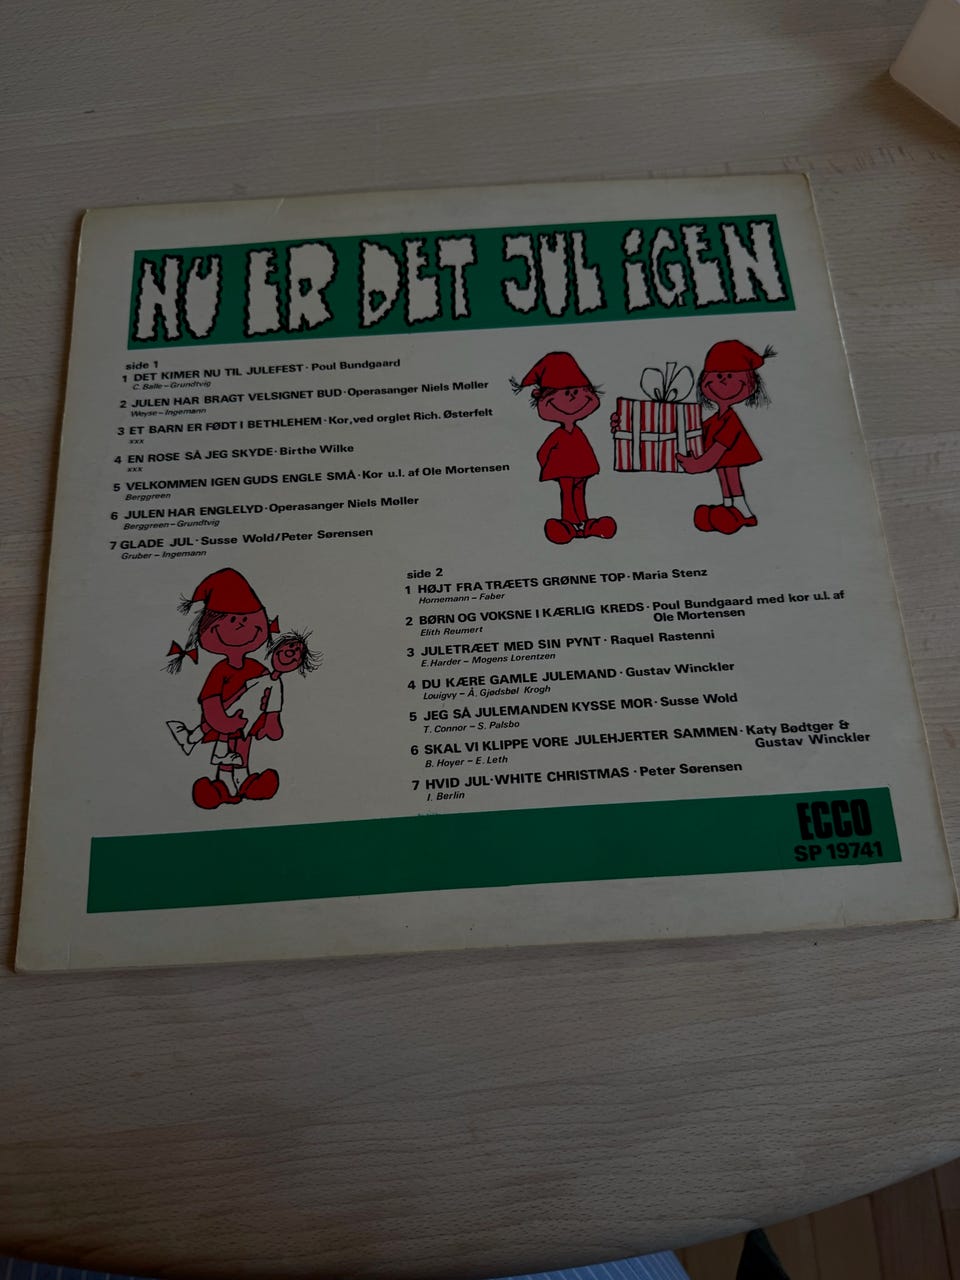 NU ER DET JUL IGEN
side 1
1 DET KIMER NU TIL JULEFEST · Poul Bundgaard
C. Balle – Grundtvig
2 JULEN HAR BRAGT VELSIGNET BUD · Operasanger Niels Møller
Weyse – Ingemann
3 ET BARN ER FØDT I BETHLEHEM · Kor, ved orglet Rich. Østerfelt
xxx
4 EN ROSE SÅ JEG SKYDE · Birthe Wilke
xxx
5 VELKOMMEN IGEN GUDS ENGLE SMÅ · Kor u.l. af Ole Mortensen
Berggreen
6 JULEN HAR ENGLELYD · Operasanger Niels Møller
Berggreen – Grundtvig
7 GLADE JUL · Susse Wold/Peter Sørensen
Gruber – Ingemann
side 2
1 HØJT FRA TRÆETS GRØNNE TOP · Maria Stenz
Hornemann – Faber
2 BØRN OG VOKSNE I KÆRLIG KREDS · Poul Bundgaard med kor u.l. af
Ole Mortensen
Elith Reumert
3 JULETRÆET MED SIN PYNT · Raquel Rastenni
E. Harder – Mogens Lorentzen
4 DU KÆRE GAMLE JULEMAND · Gustav Winckler
Louigvy – Å. Gjødsbøl Krogh
5 JEG SÅ JULEMANDEN KYSSE MOR · Susse Wold
T. Connor – S. Palsbo
6 SKAL VI KLIPPE VORE JULEHJERTER SAMMEN · Katy Bødtger &
Gustav Winckler
B. Hoyer – E. Leth
7 HVID JUL · WHITE CHRISTMAS · Peter Sørensen
I. Berlin
ECCO
SP 19741